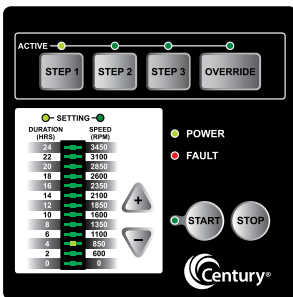 ACTIVE
STEP 1 STEP 2 STEP 3 OVERRIDE
SETTING
DURATION SPEED
(HRS) (RPM)
24 3450
22 3100
20 2850
18 2600
16 2350
14 2100
12 1850
10 1600
8 1350
6 1100
4 850
2 600
0 0
+
−
POWER
FAULT
START STOP
Century®